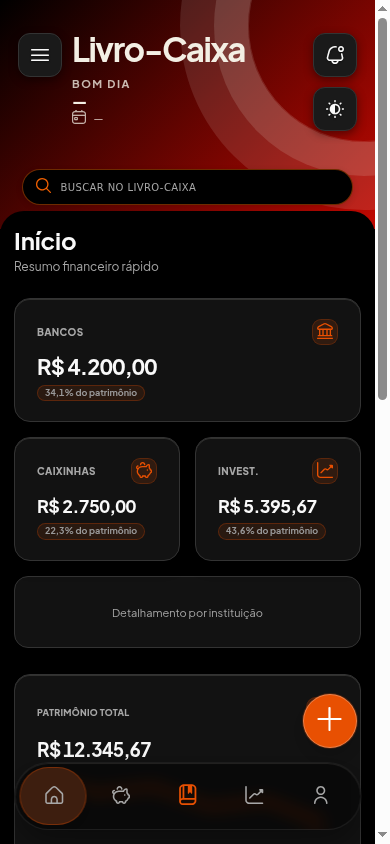 Livro-Caixa
BOM DIA
—
—
BUSCAR NO LIVRO-CAIXA
Início
Resumo financeiro rápido
BANCOS
R$ 4.200,00
34,1% do patrimônio
CAIXINHAS
R$ 2.750,00
22,3% do patrimônio
INVEST.
R$ 5.395,67
43,6% do patrimônio
Detalhamento por instituição
PATRIMÔNIO TOTAL
R$ 12.345,67